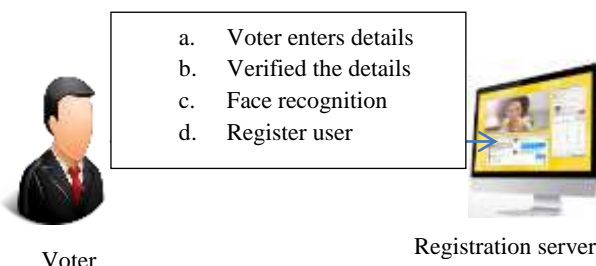 a. Voter enters details
b. Verified the details
c. Face recognition
d. Register user
Voter
Registration server